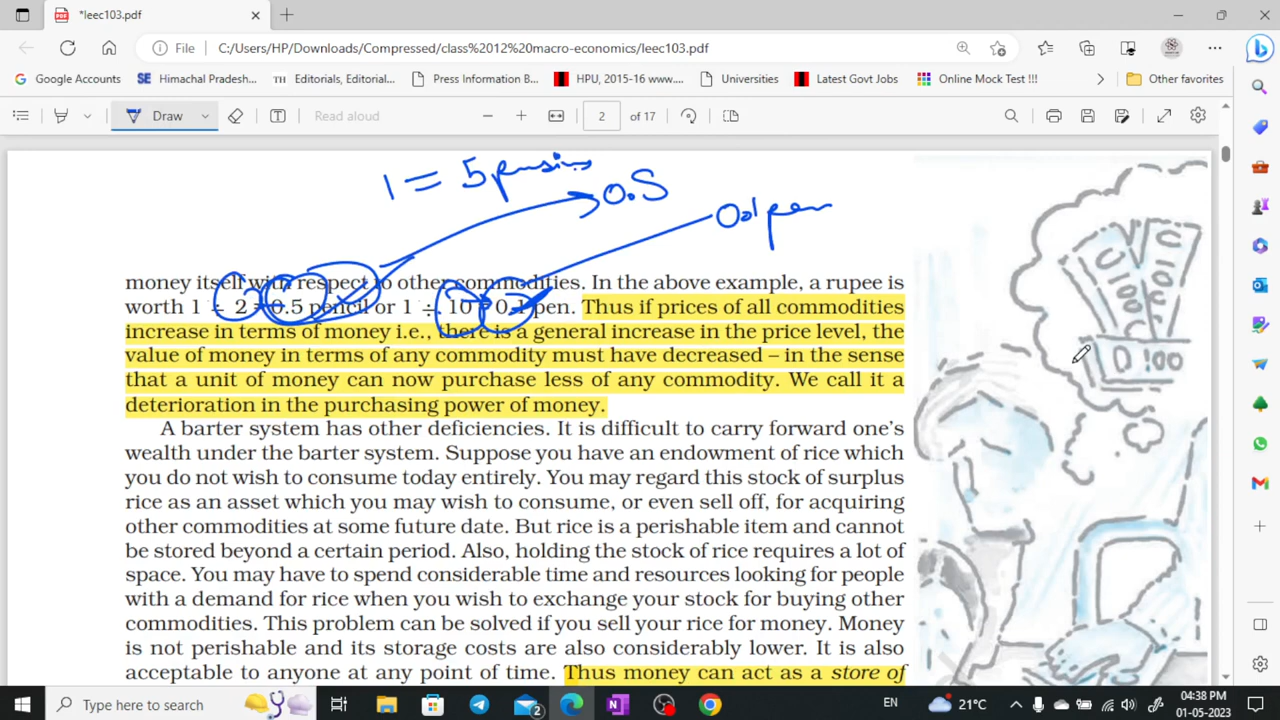 *leec103.pdf
File
C:/Users/HP/Downloads/Compressed/class%2012%20macro-economics/leec103.pdf
Google Accounts
SE Himachal Pradesh...
TH Editorials, Editorial...
Press Information B...
HPU, 2015-16 www....
Universities
Latest Govt Jobs
Online Mock Test !!!
Other favorites
Draw
Read aloud
2 of 17
1 = 5
0.5
0.1 pen
money itself with respect to other commodities. In the above example, a rupee is
worth 1 ÷ 2 = 0.5 pencil or 1 ÷ 10 = 0.1 pen. Thus if prices of all commodities
increase in terms of money i.e., there is a general increase in the price level, the
value of money in terms of any commodity must have decreased – in the sense
that a unit of money can now purchase less of any commodity. We call it a
deterioration in the purchasing power of money.
A barter system has other deficiencies. It is difficult to carry forward one's
wealth under the barter system. Suppose you have an endowment of rice which
you do not wish to consume today entirely. You may regard this stock of surplus
rice as an asset which you may wish to consume, or even sell off, for acquiring
other commodities at some future date. But rice is a perishable item and cannot
be stored beyond a certain period. Also, holding the stock of rice requires a lot of
space. You may have to spend considerable time and resources looking for people
with a demand for rice when you wish to exchange your stock for buying other
commodities. This problem can be solved if you sell your rice for money. Money
is not perishable and its storage costs are also considerably lower. It is also
acceptable to anyone at any point of time. Thus money can act as a store of
Type here to search
2
21°C
EN
04:38 PM
01-05-2023